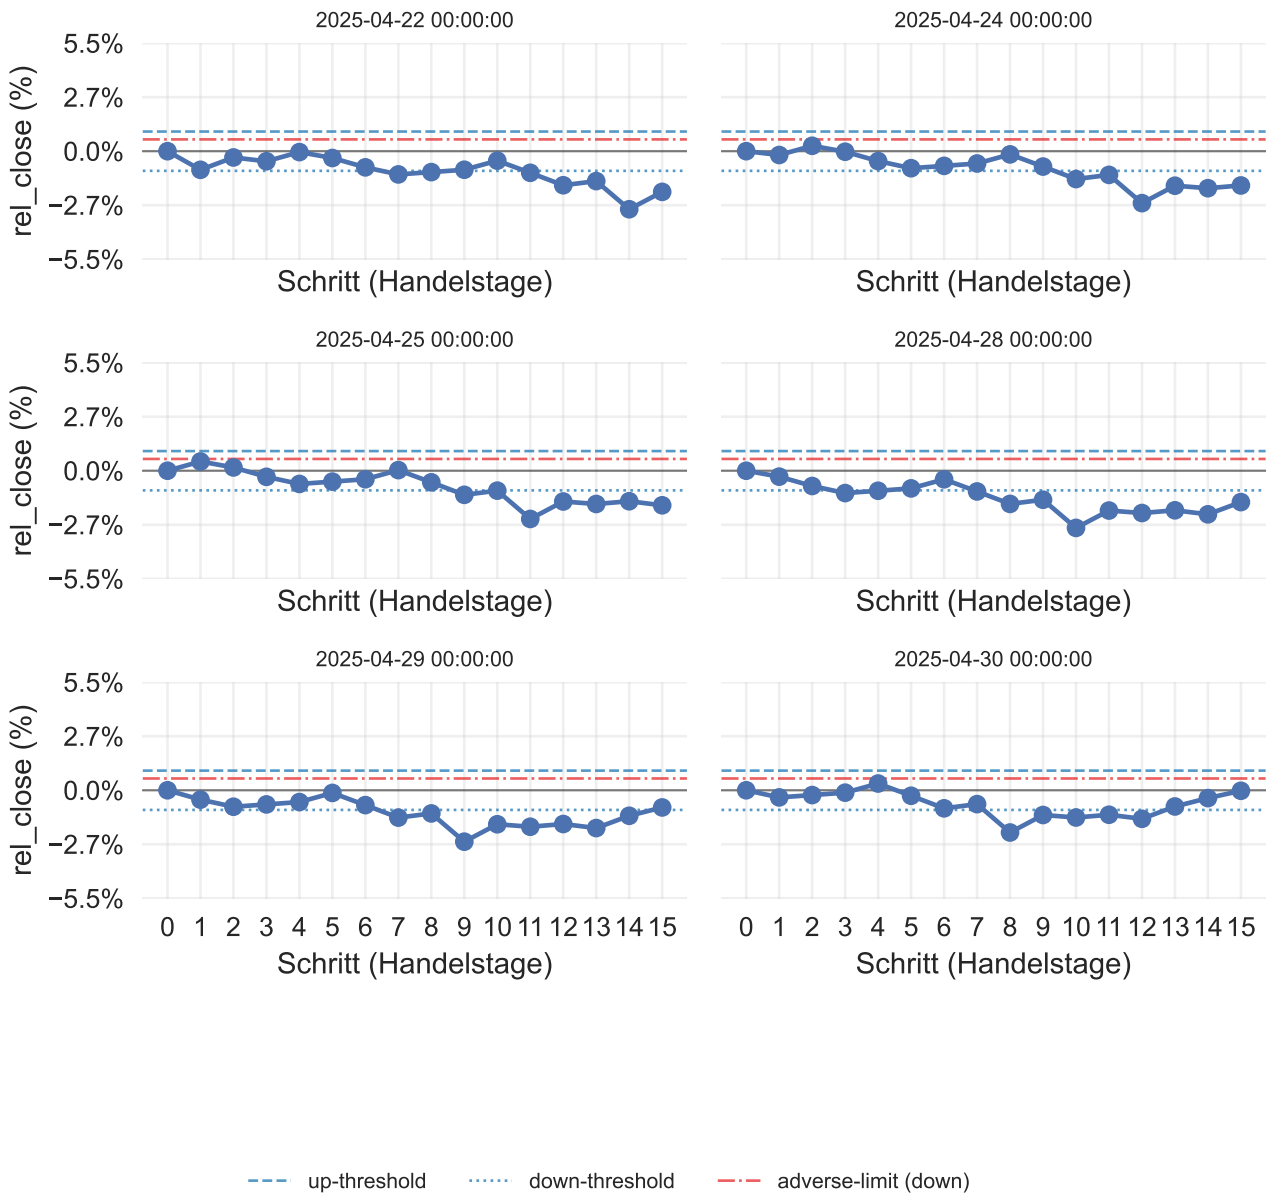 2025-04-22 00:00:00
2025-04-24 00:00:00
5.5%
2.7%
0.0%
−2.7%
−5.5%
rel_close (%)
Schritt (Handelstage)
Schritt (Handelstage)
2025-04-25 00:00:00
2025-04-28 00:00:00
5.5%
2.7%
0.0%
−2.7%
−5.5%
rel_close (%)
Schritt (Handelstage)
Schritt (Handelstage)
2025-04-29 00:00:00
2025-04-30 00:00:00
5.5%
2.7%
0.0%
−2.7%
−5.5%
rel_close (%)
0 1 2 3 4 5 6 7 8 9 10 11 12 13 14 15
0 1 2 3 4 5 6 7 8 9 10 11 12 13 14 15
Schritt (Handelstage)
Schritt (Handelstage)
up-threshold
down-threshold
adverse-limit (down)